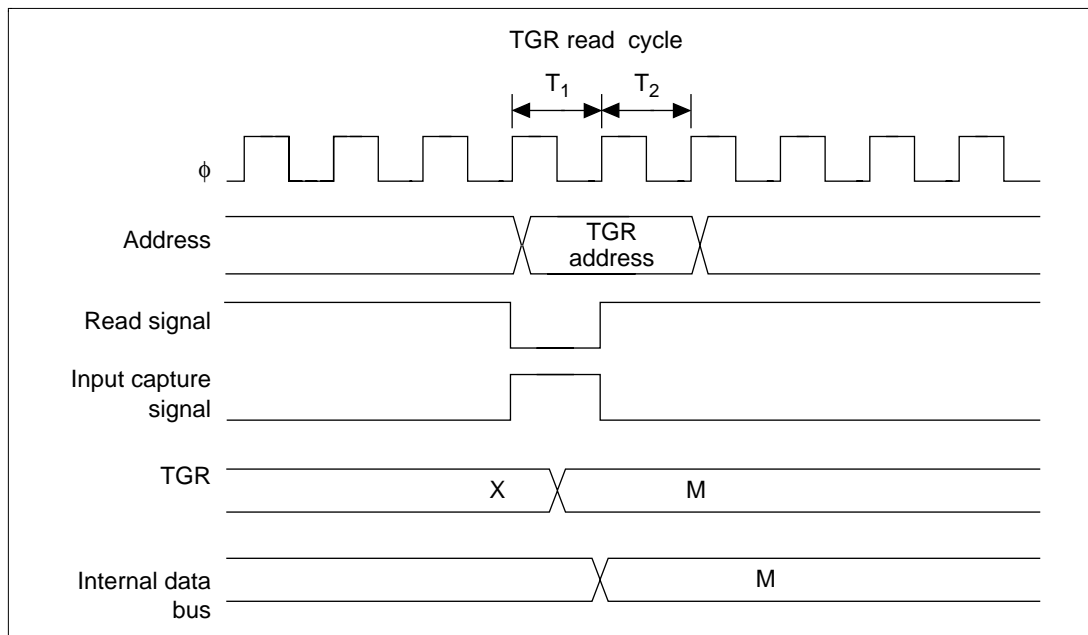 TGR read cycle
T1 T2
ϕ
Address
TGR
address
Read signal
Input capture
signal
TGR
X M
Internal data
bus
M